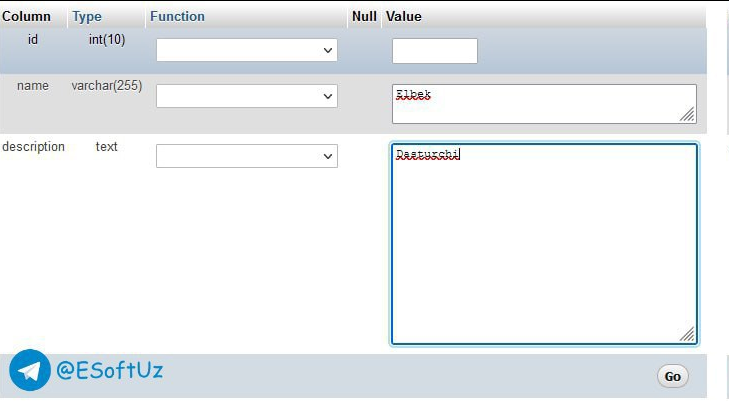 Column Type Function Null Value
id int(10)
name varchar(255) Elbek
description text Dasturchi
@ESoftUz Go